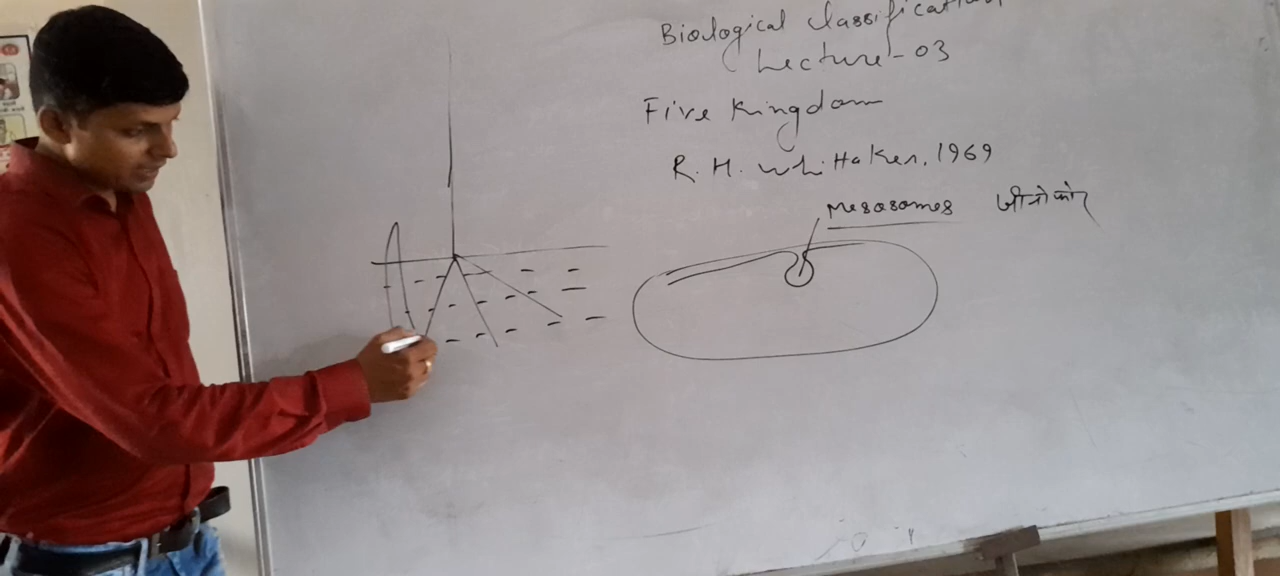 Biological Classification
Lecture-03
Five Kingdom
R. H. Whittaker, 1969
Mesosomes